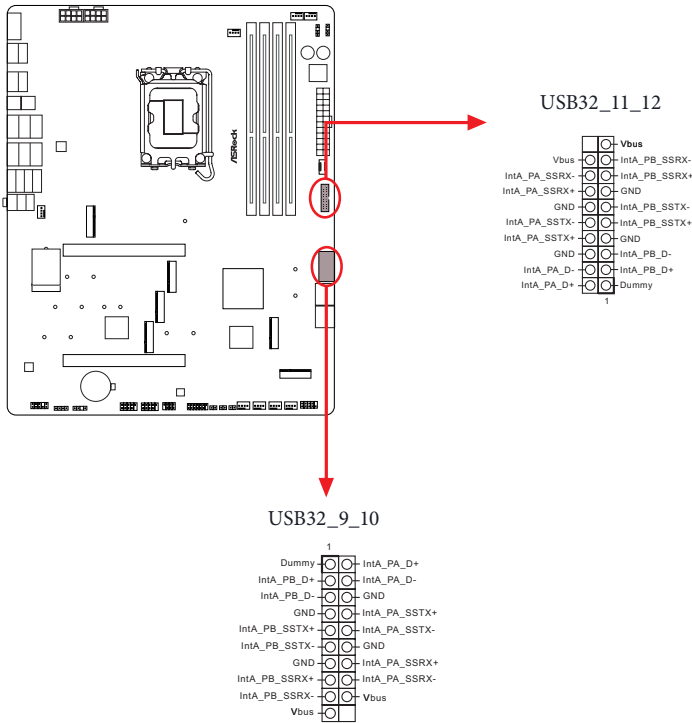 ASRock
USB32_11_12
Vbus
Vbus IntA_PB_SSRX-
IntA_PA_SSRX- IntA_PB_SSRX+
IntA_PA_SSRX+ GND
GND IntA_PB_SSTX-
IntA_PA_SSTX- IntA_PB_SSTX+
IntA_PA_SSTX+ GND
GND IntA_PB_D-
IntA_PA_D- IntA_PB_D+
IntA_PA_D+ Dummy
1
USB32_9_10
1
Dummy IntA_PA_D+
IntA_PB_D+ IntA_PA_D-
IntA_PB_D- GND
GND IntA_PA_SSTX+
IntA_PB_SSTX+ IntA_PA_SSTX-
IntA_PB_SSTX- GND
GND IntA_PA_SSRX+
IntA_PB_SSRX+ IntA_PA_SSRX-
IntA_PB_SSRX- Vbus
Vbus